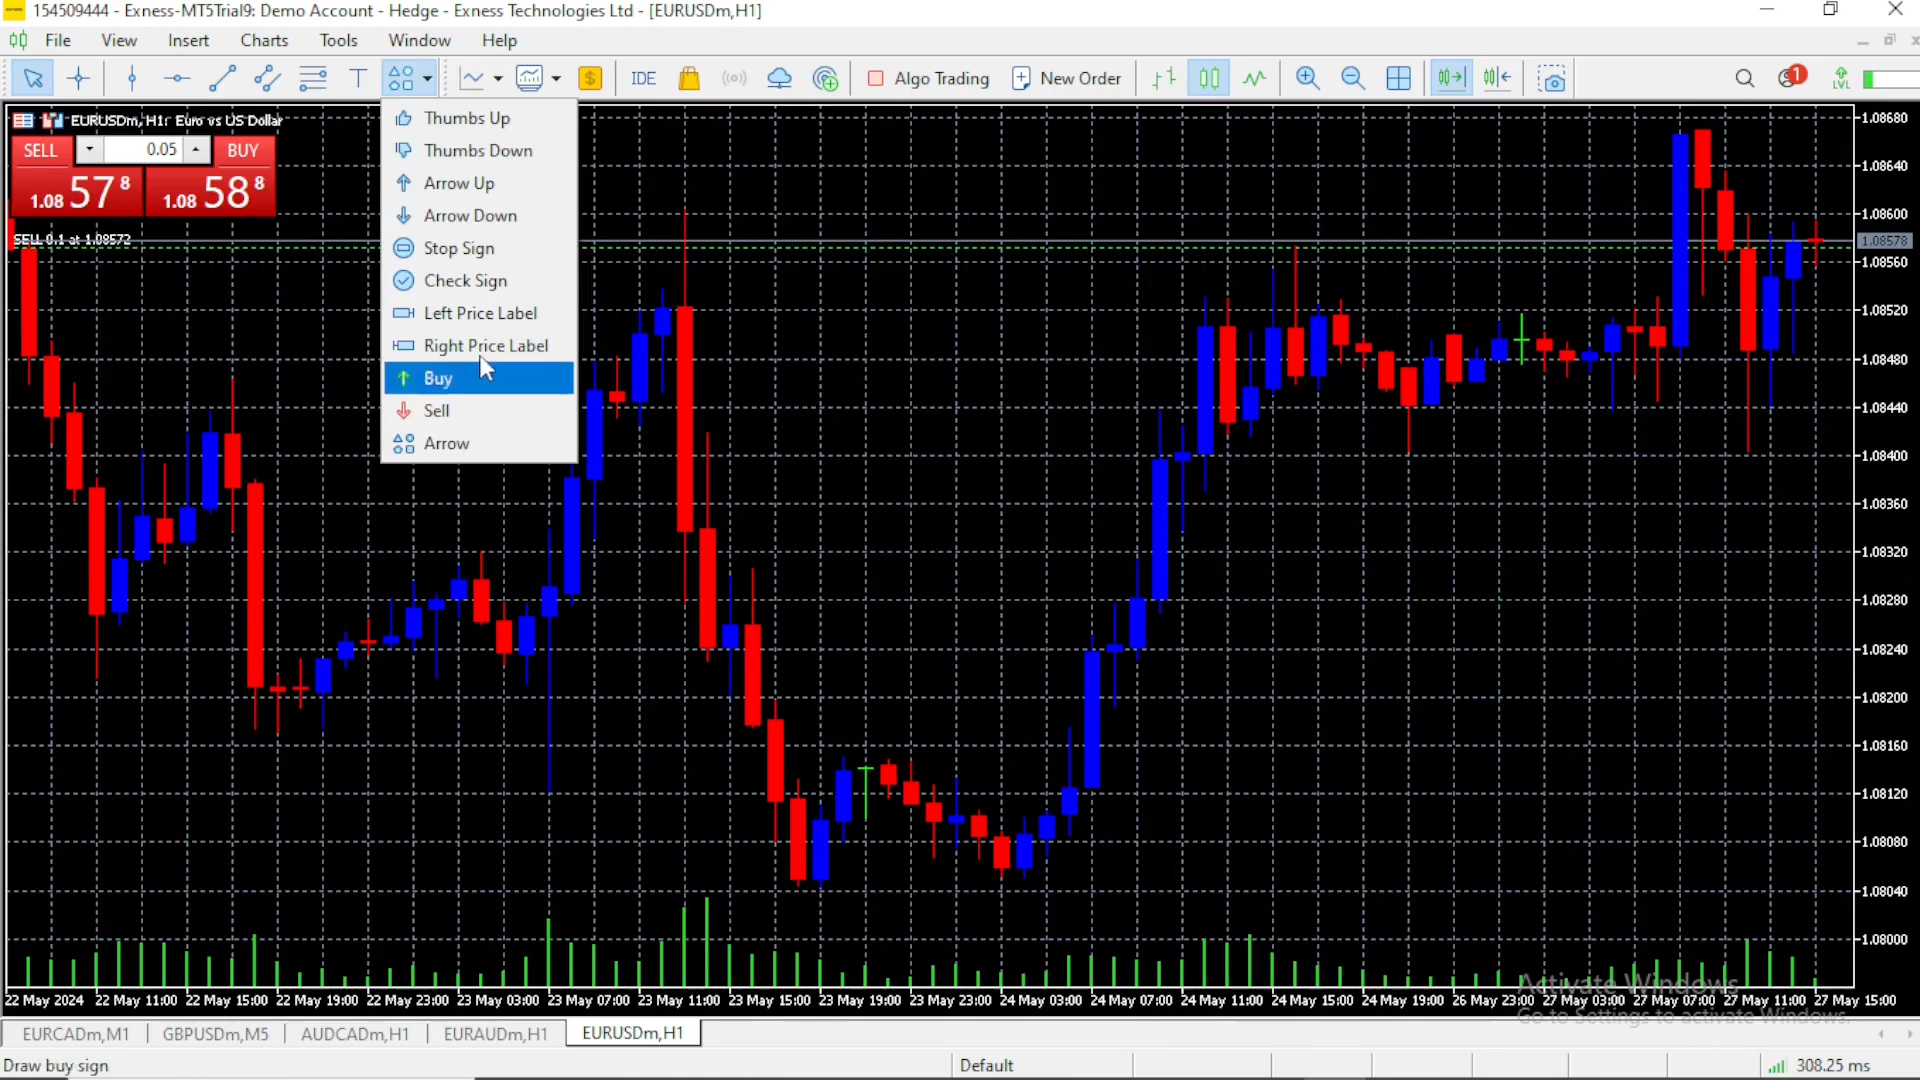 154509444 - Exness-MT5Trial9: Demo Account - Hedge - Exness Technologies Ltd - [EURUSDm,H1]
File View Insert Charts Tools Window Help
IDE Algo Trading New Order 1 LVL
EURUSDm, H1: Euro vs US Dollar
SELL 0.05 BUY
1.08 57 8 1.08 58 8
SELL 0.1 at 1.08572
Thumbs Up
Thumbs Down
Arrow Up
Arrow Down
Stop Sign
Check Sign
Left Price Label
Right Price Label
Buy
Sell
Arrow
1.08680
1.08640
1.08600
1.08578
1.08560
1.08520
1.08480
1.08440
1.08400
1.08360
1.08320
1.08280
1.08240
1.08200
1.08160
1.08120
1.08080
1.08040
1.08000
22 May 2024 22 May 11:00 22 May 15:00 22 May 19:00 22 May 23:00 23 May 03:00 23 May 07:00 23 May 11:00 23 May 15:00 23 May 19:00 23 May 23:00 24 May 03:00 24 May 07:00 24 May 11:00 24 May 15:00 24 May 19:00 26 May 23:00 27 May 03:00 27 May 07:00 27 May 11:00 27 May 15:00
Activate Windows
Go to Settings to activate Windows.
EURCADm,M1 GBPUSDm,M5 AUDCADm,H1 EURAUDm,H1 EURUSDm,H1
Draw buy sign Default 308.25 ms